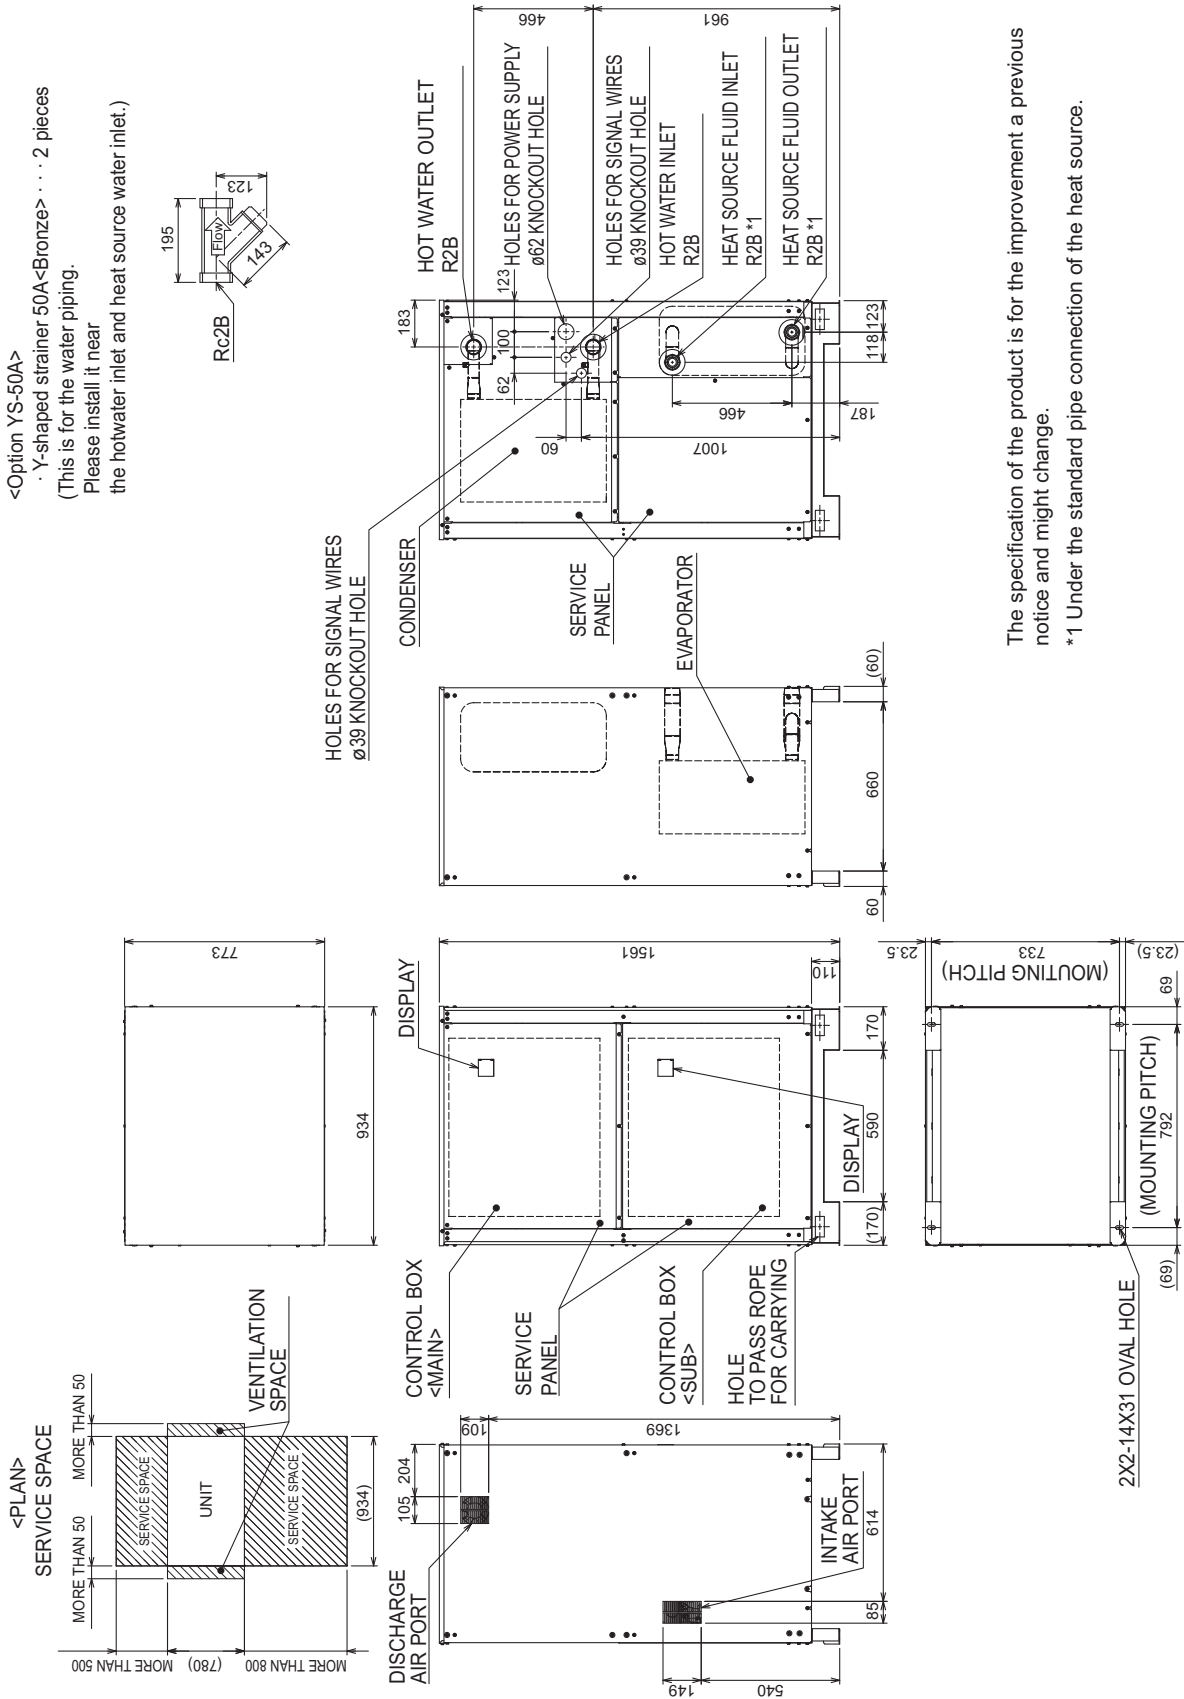 <PLAN>
SERVICE SPACE
MORE THAN 50
MORE THAN 50
SERVICE SPACE
UNIT
SERVICE SPACE
(934)
MORE THAN 500
(780)
MORE THAN 800
VENTILATION
SPACE
934
773
<Option YS-50A>
· Y-shaped strainer 50A<Bronze> · · · 2 pieces
(This is for the water piping.
Please install it near
the hotwater inlet and heat source water inlet.)
195
123
143
Flow
Rc2B
DISCHARGE
AIR PORT
105
204
109
1369
INTAKE
AIR PORT
85
614
149
540
CONTROL BOX
<MAIN>
SERVICE
PANEL
CONTROL BOX
<SUB>
HOLE
TO PASS ROPE
FOR CARRYING
DISPLAY
DISPLAY
1561
110
(170)
590
170
2X2-14X31 OVAL HOLE
(69)
792
(MOUNTING PITCH)
69
23.5
733
(MOUTING PITCH)
(23.5)
EVAPORATOR
60
660
(60)
HOLES FOR SIGNAL WIRES
ø39 KNOCKOUT HOLE
CONDENSER
SERVICE
PANEL
62
100
183
123
60
1007
466
187
118
123
466
961
HOT WATER OUTLET
R2B
HOLES FOR POWER SUPPLY
ø62 KNOCKOUT HOLE
HOLES FOR SIGNAL WIRES
ø39 KNOCKOUT HOLE
HOT WATER INLET
R2B
HEAT SOURCE FLUID INLET
R2B *1
HEAT SOURCE FLUID OUTLET
R2B *1
The specification of the product is for the improvement a previous
notice and might change.
*1 Under the standard pipe connection of the heat source.